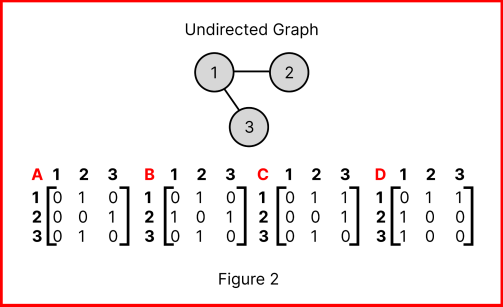 Undirected Graph
1 2
3
A 1 2 3 B 1 2 3 C 1 2 3 D 1 2 3
1 0 1 0 1 0 1 0 1 0 1 1 1 0 1 1
2 0 0 1 2 1 0 1 2 0 0 1 2 1 0 0
3 0 1 0 3 0 1 0 3 0 1 0 3 1 0 0
Figure 2